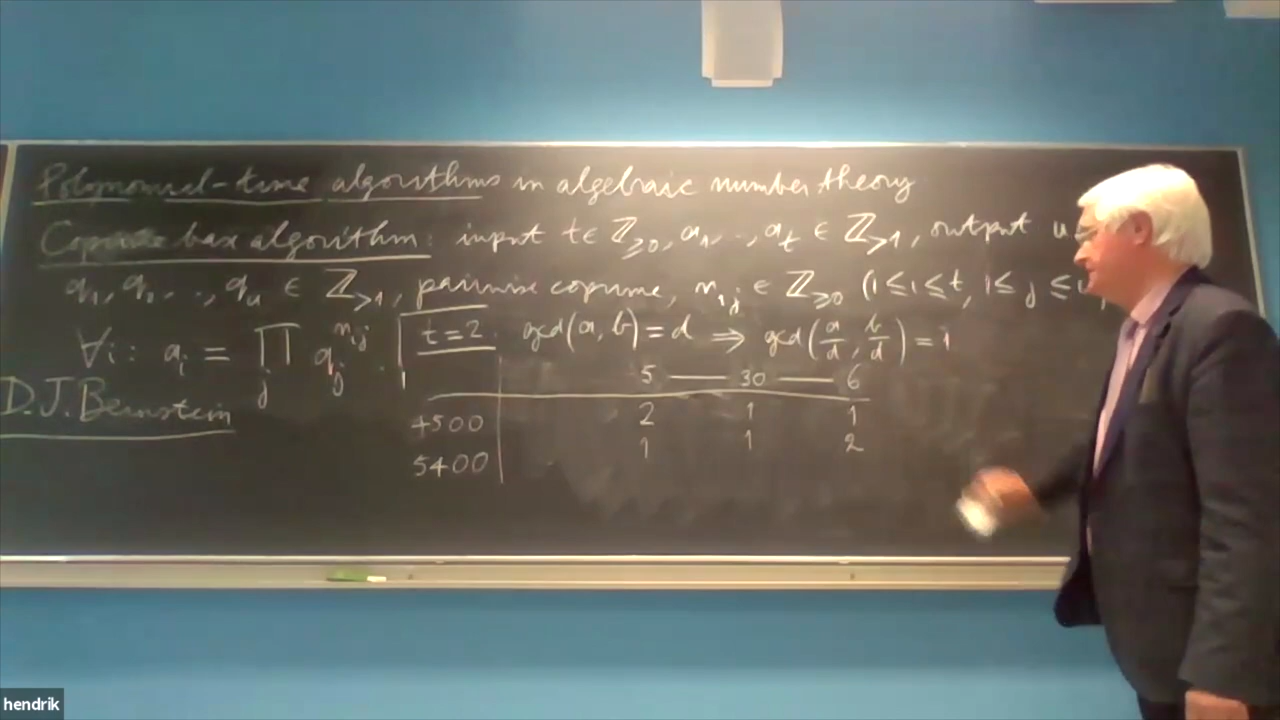 Polynomial-time algorithms in algebraic number theory
Coprime base algorithm: input t ∈ ℤ≥0, a₁, .., aₜ ∈ ℤ>1, output u
q₁, q₂, .., qᵤ ∈ ℤ>1, pairwise coprime, nᵢⱼ ∈ ℤ≥0 (1 ≤ i ≤ t, 1 ≤ j ≤ u,
∀i: aᵢ = ∏ⱼ qⱼ^nᵢⱼ.
t=2. gcd(a, b) = d ⇒ gcd(a/d, b/d) = 1
D.J.Bernstein
5 — 30 — 6
4500 2 1 1
5400 1 1 2
hendrik